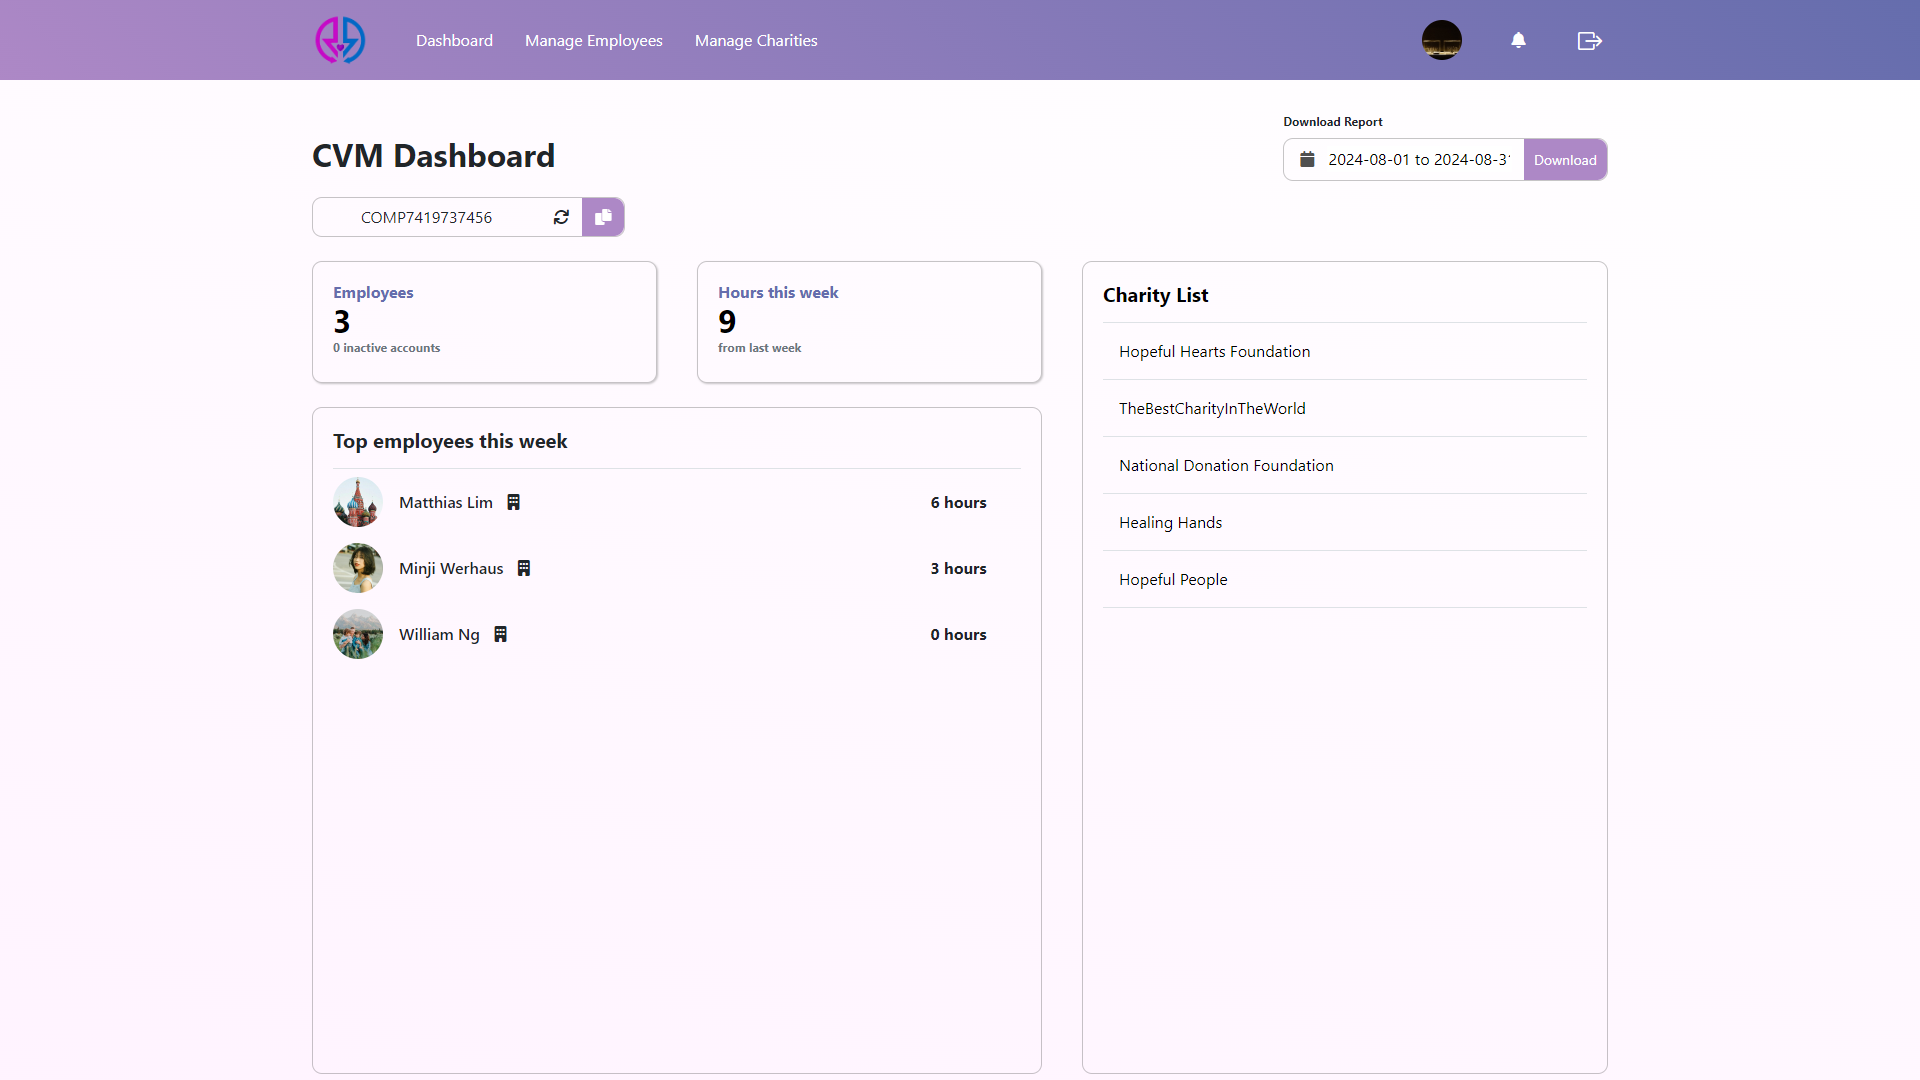 Dashboard
Manage Employees
Manage Charities
Download Report
CVM Dashboard
2024-08-01 to 2024-08-31
Download
COMP7419737456
Employees
3
0 inactive accounts
Hours this week
9
from last week
Top employees this week
Matthias Lim
6 hours
Minji Werhaus
3 hours
William Ng
0 hours
Charity List
Hopeful Hearts Foundation
TheBestCharityInTheWorld
National Donation Foundation
Healing Hands
Hopeful People